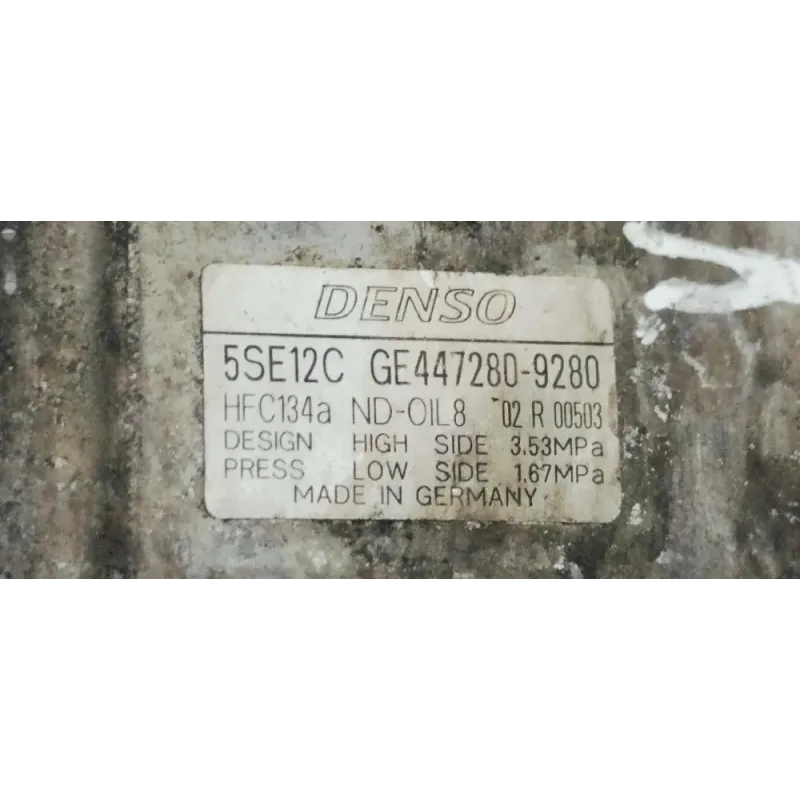 DENSO
5SE12C GE447280-9280
HFC134a ND-OIL8 '02 R 00503
DESIGN HIGH SIDE 3.53MPa
PRESS LOW SIDE 1.67MPa
MADE IN GERMANY